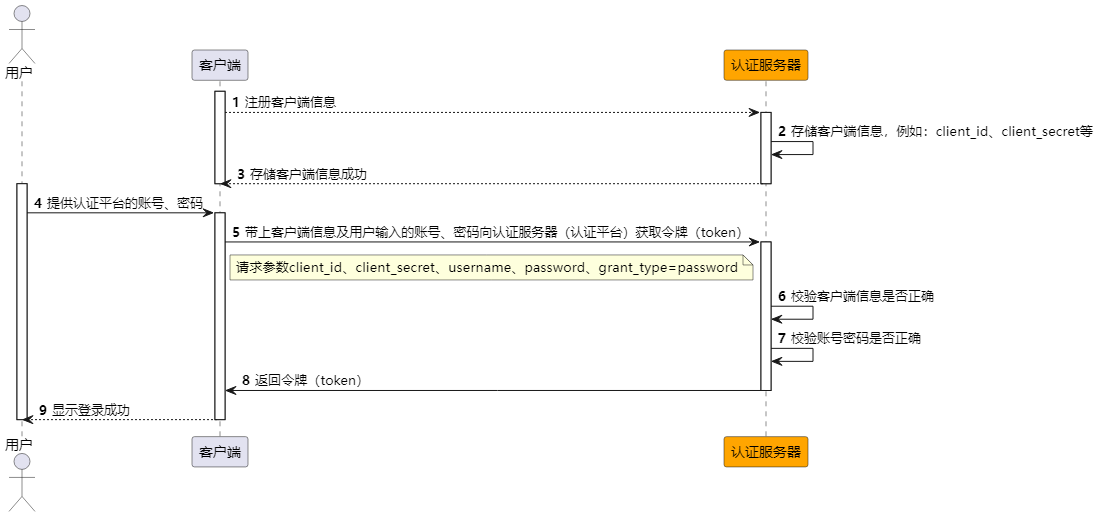 用户
客户端
认证服务器
1 注册客户端信息
2 存储客户端信息，例如：client_id、client_secret等
3 存储客户端信息成功
4 提供认证平台的账号、密码
5 带上客户端信息及用户输入的账号、密码向认证服务器（认证平台）获取令牌（token）
请求参数client_id、client_secret、username、password、grant_type=password
6 校验客户端信息是否正确
7 校验账号密码是否正确
8 返回令牌（token）
9 显示登录成功
用户
客户端
认证服务器